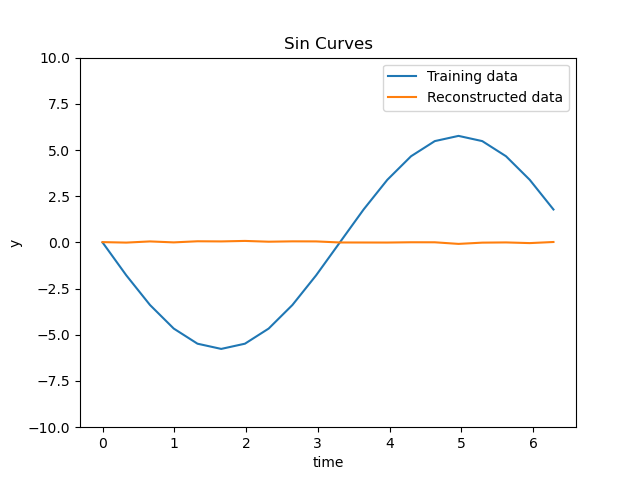 Sin Curves
Training data
Reconstructed data
10.0
7.5
5.0
2.5
0.0
−2.5
−5.0
−7.5
−10.0
y
0 1 2 3 4 5 6
time